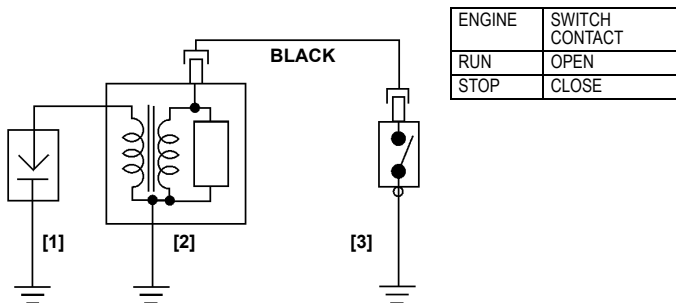 BLACK
[1]
[2]
[3]
ENGINE SWITCH
CONTACT
RUN OPEN
STOP CLOSE